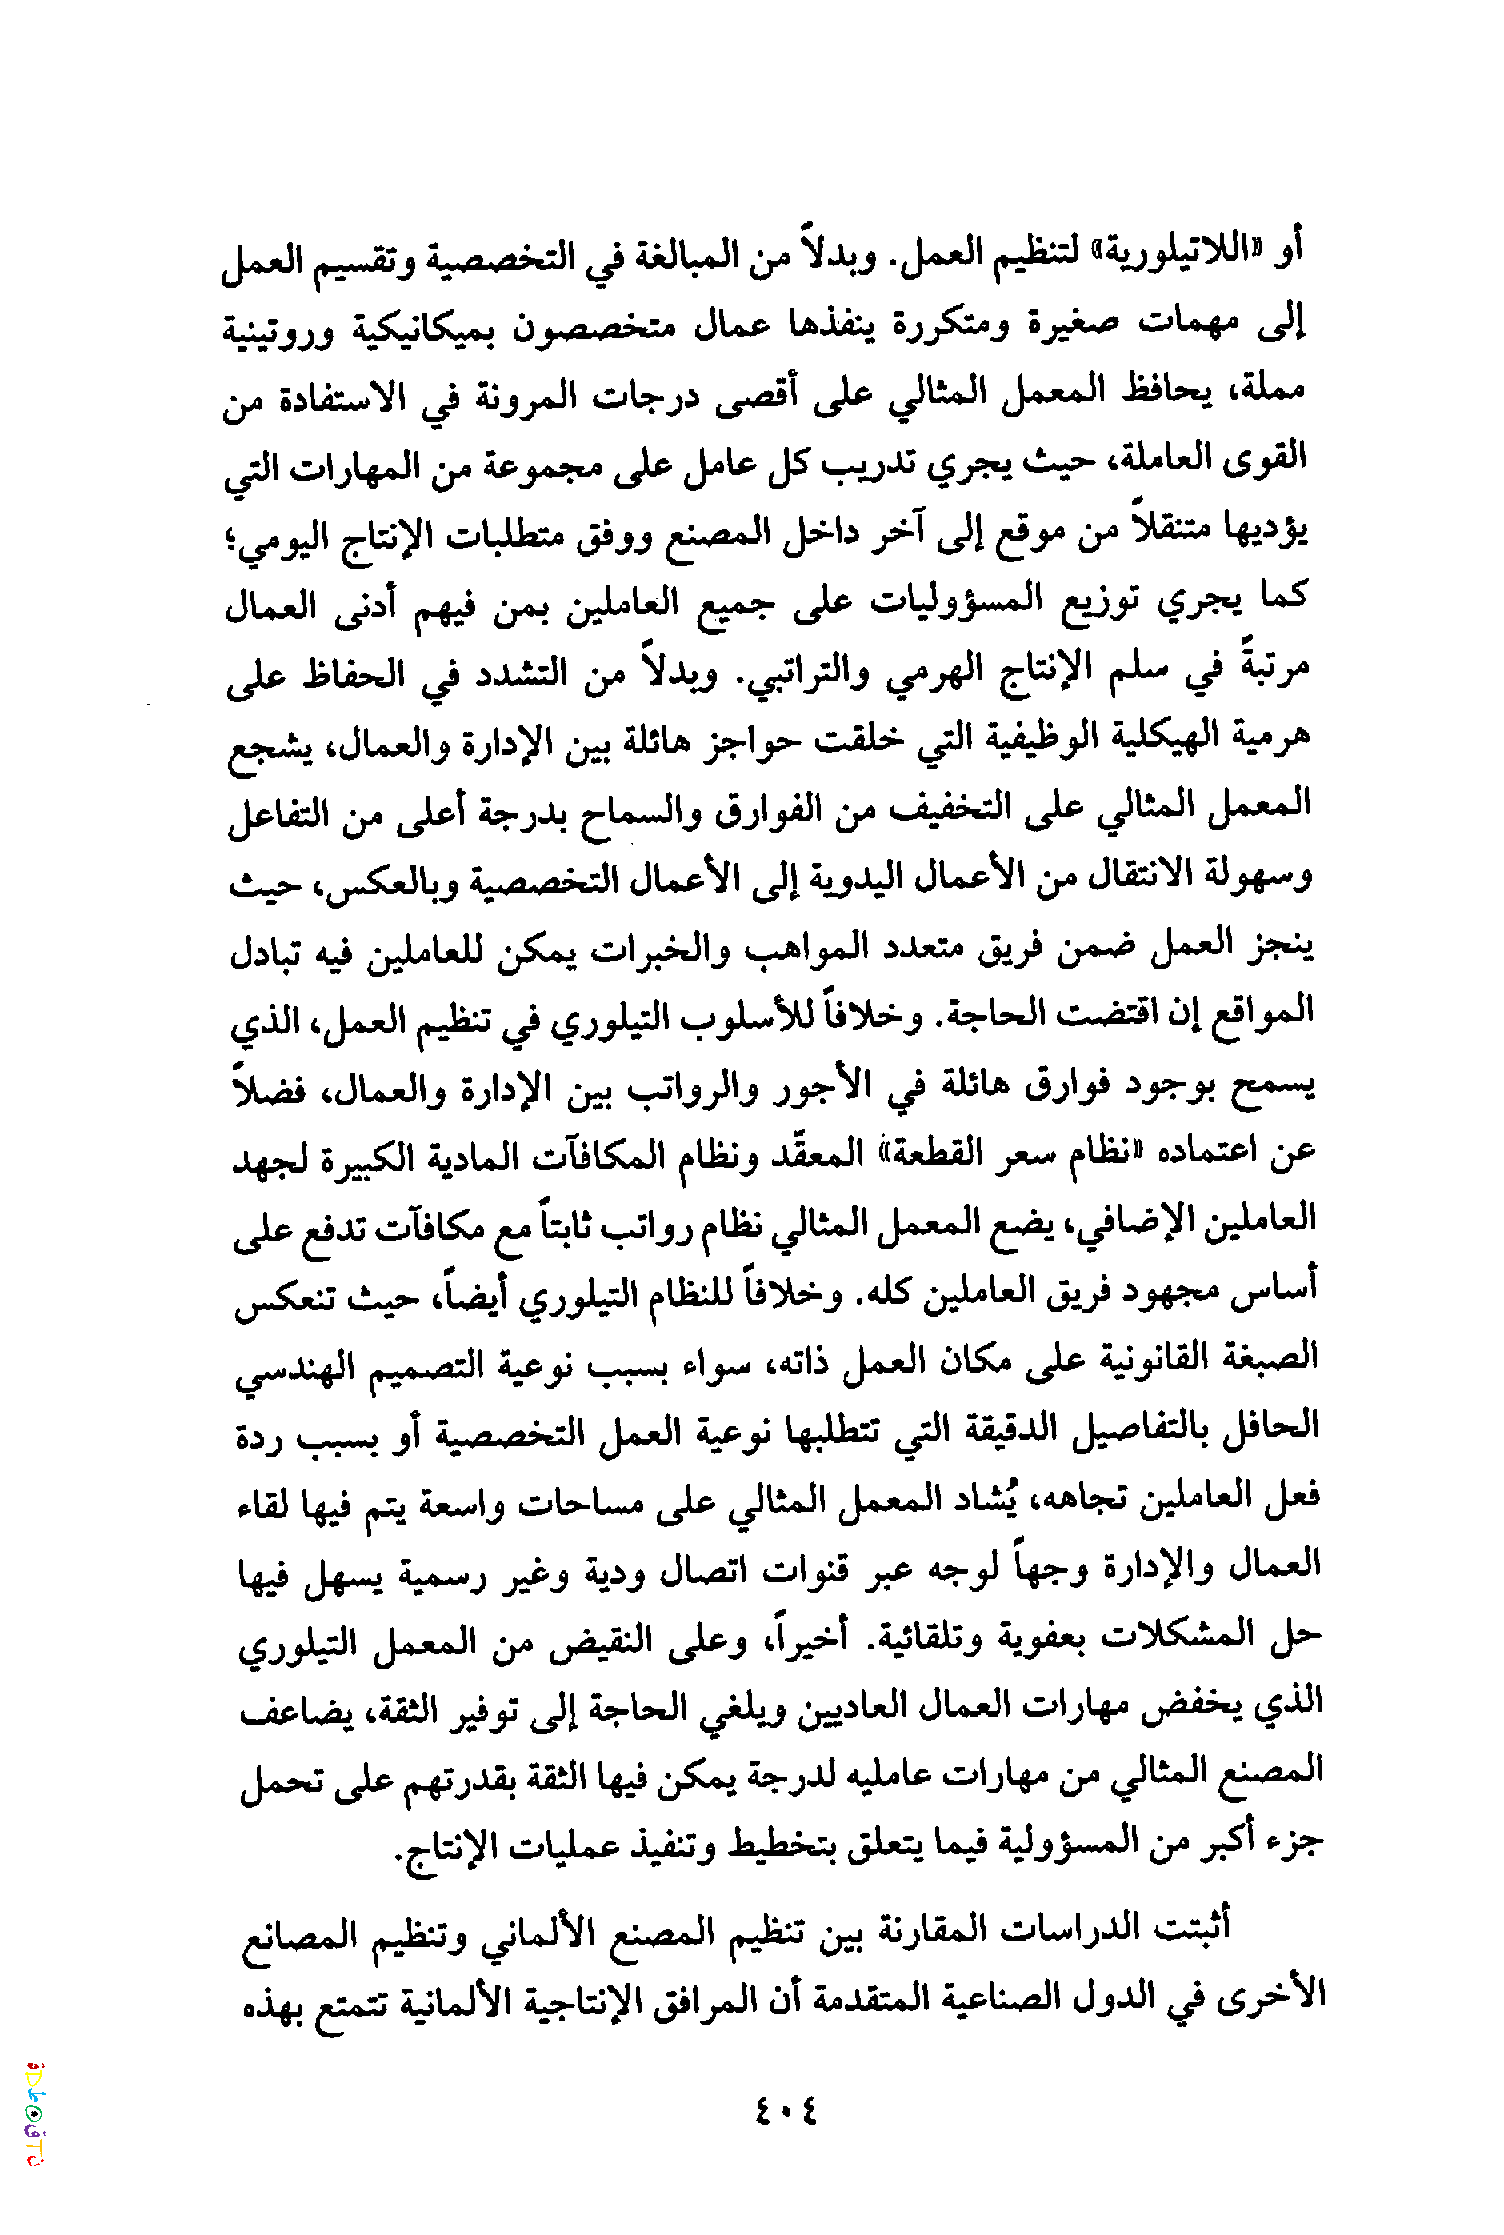 أو «اللاتيلورية» لتنظيم العمل. وبدلاً من المبالغة في التخصصية وتقسيم العمل
إلى مهمات صغيرة ومتكررة ينفذها عمال متخصصون بميكانيكية وروتينية
مملة، يحافظ المعمل المثالي على أقصى درجات المرونة في الاستفادة من
القوى العاملة، حيث يجري تدريب كل عامل على مجموعة من المهارات التي
يؤديها متنقلاً من موقع إلى آخر داخل المصنع ووفق متطلبات الإنتاج اليومي؛
كما يجري توزيع المسؤوليات على جميع العاملين بمن فيهم أدنى العمال
مرتبةً في سلم الإنتاج الهرمي والتراتبي. وبدلاً من التشدد في الحفاظ على
هرمية الهيكلية الوظيفية التي خلقت حواجز هائلة بين الإدارة والعمال، يشجع
المعمل المثالي على التخفيف من الفوارق والسماح بدرجة أعلى من التفاعل
وسهولة الانتقال من الأعمال اليدوية إلى الأعمال التخصصية وبالعكس، حيث
ينجز العمل ضمن فريق متعدد المواهب والخبرات يمكن للعاملين فيه تبادل
المواقع إن اقتضت الحاجة. وخلافاً للأسلوب التيلوري في تنظيم العمل، الذي
يسمح بوجود فوارق هائلة في الأجور والرواتب بين الإدارة والعمال، فضلاً
عن اعتماده «نظام سعر القطعة» المعقَّد ونظام المكافآت المادية الكبيرة لجهد
العاملين الإضافي، يضع المعمل المثالي نظام رواتب ثابتاً مع مكافآت تدفع على
أساس مجهود فريق العاملين كله. وخلافاً للنظام التيلوري أيضاً، حيث تنعكس
الصبغة القانونية على مكان العمل ذاته، سواء بسبب نوعية التصميم الهندسي
الحافل بالتفاصيل الدقيقة التي تتطلبها نوعية العمل التخصصية أو بسبب ردة
فعل العاملين تجاهه، يُشاد المعمل المثالي على مساحات واسعة يتم فيها لقاء
العمال والإدارة وجهاً لوجه عبر قنوات اتصال ودية وغير رسمية يسهل فيها
حل المشكلات بعفوية وتلقائية. أخيراً، وعلى النقيض من المعمل التيلوري
الذي يخفض مهارات العمال العاديين ويلغي الحاجة إلى توفير الثقة، يضاعف
المصنع المثالي من مهارات عامليه لدرجة يمكن فيها الثقة بقدرتهم على تحمل
جزء أكبر من المسؤولية فيما يتعلق بتخطيط وتنفيذ عمليات الإنتاج.
أثبتت الدراسات المقارنة بين تنظيم المصنع الألماني وتنظيم المصانع
الأخرى في الدول الصناعية المتقدمة أن المرافق الإنتاجية الألمانية تتمتع بهذه
٤٠٤